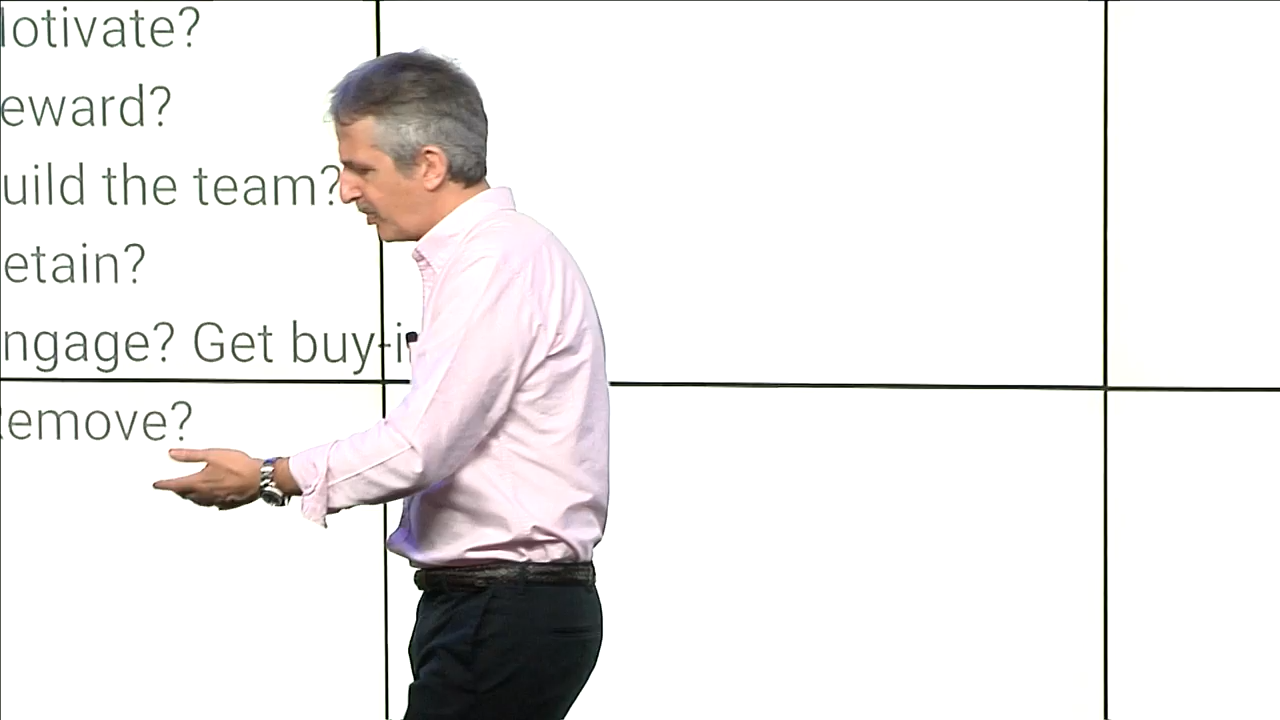 otivate?
eward?
uild the team?
etain?
ngage? Get buy-i
emove?